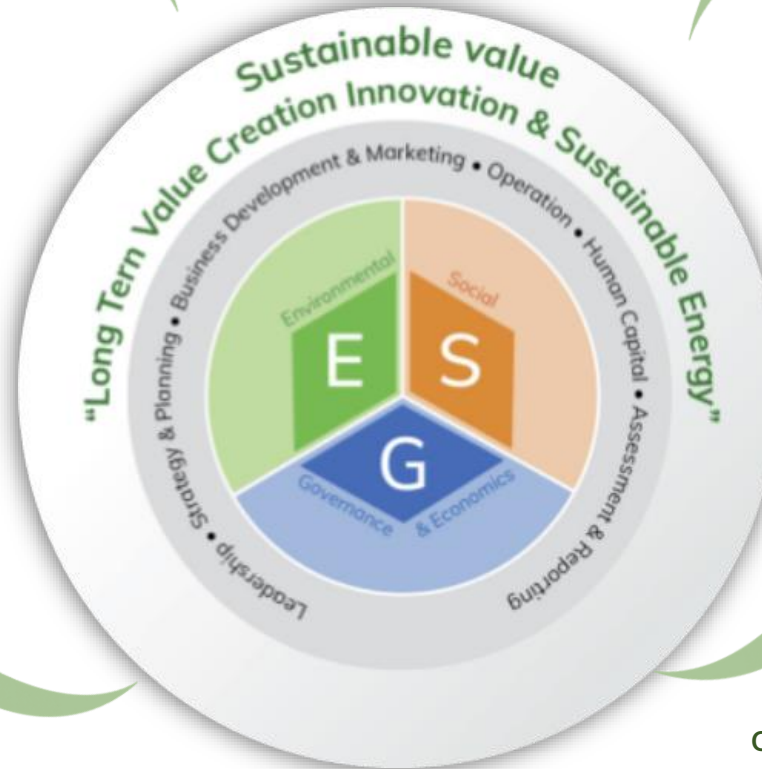 Sustainable value
“Long Tern Value Creation Innovation & Sustainable Energy”
Leadership • Strategy & Planning • Business Development & Marketing • Operation • Human Capital • Assessment & Reporting
Environmental
Social
E
S
G
Governance & Economics